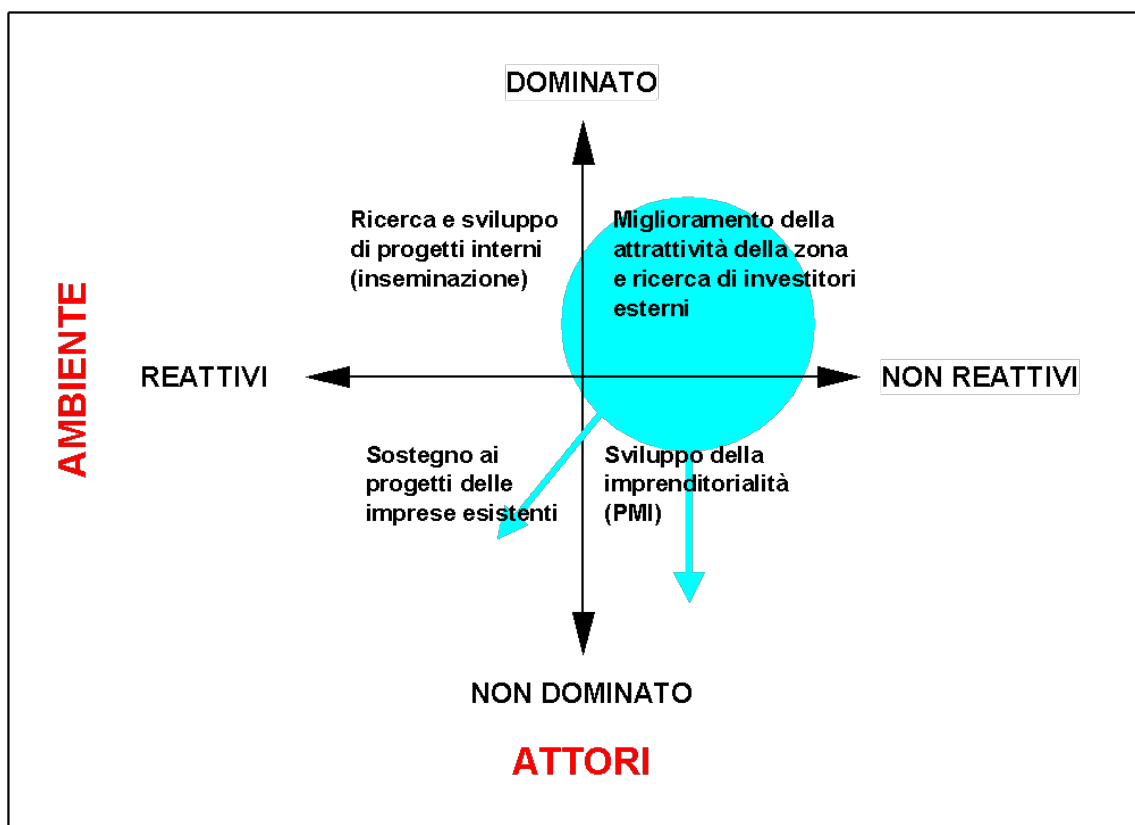 DOMINATO
Ricerca e sviluppo
di progetti interni
(inseminazione)
Miglioramento della
attrattività della zona
e ricerca di investitori
esterni
AMBIENTE
REATTIVI
NON REATTIVI
Sostegno ai
progetti delle
imprese esistenti
Sviluppo della
imprenditorialità
(PMI)
NON DOMINATO
ATTORI